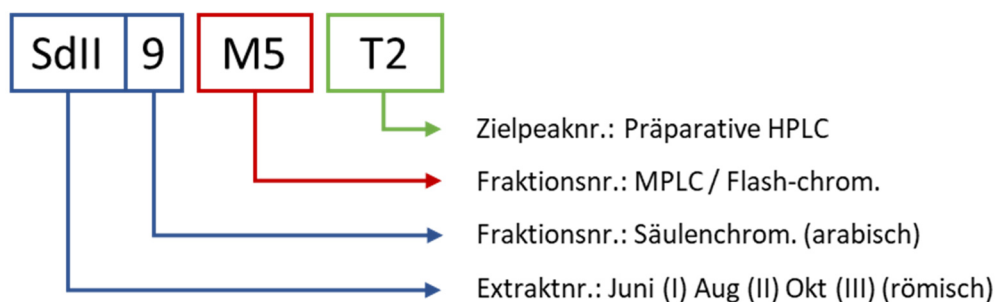 SdII 9 M5 T2
Zielpeaknr.: Präparative HPLC
Fraktionsnr.: MPLC / Flash-chrom.
Fraktionsnr.: Säulenchrom. (arabisch)
Extraktnr.: Juni (I) Aug (II) Okt (III) (römisch)